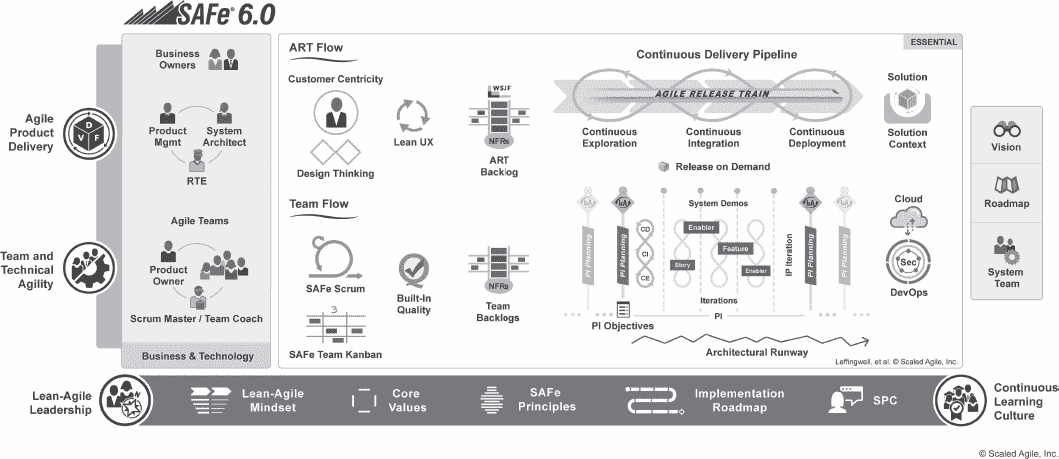 SAFe® 6.0
ESSENTIAL
Business
Owners
Product
Mgmt
System
Architect
RTE
Agile Teams
Product
Owner
Scrum Master / Team Coach
Business & Technology
Agile
Product
Delivery
D
V F
Team and
Technical
Agility
ART Flow
Customer Centricity
Lean UX
Design Thinking
WSJF
NFRs
ART
Backlog
Team Flow
SAFe Scrum
3
SAFe Team Kanban
Built-In
Quality
NFRs
Team
Backlogs
Continuous Delivery Pipeline
AGILE RELEASE TRAIN
Continuous
Exploration
Continuous
Integration
Continuous
Deployment
Release on Demand
Solution
Solution
Context
System Demos
PI Planning
PI Planning
CD
CI
CE
Enabler
Story
Feature
Enabler
IP Iteration
PI Planning
PI Planning
Iterations
PI
PI Objectives
Architectural Runway
Cloud
Sec
DevOps
Leffingwell, et al. © Scaled Agile, Inc.
Vision
Roadmap
System
Team
Lean-Agile
Leadership
Lean-Agile
Mindset
Core
Values
SAFe
Principles
Implementation
Roadmap
SPC
Continuous
Learning
Culture
© Scaled Agile, Inc.